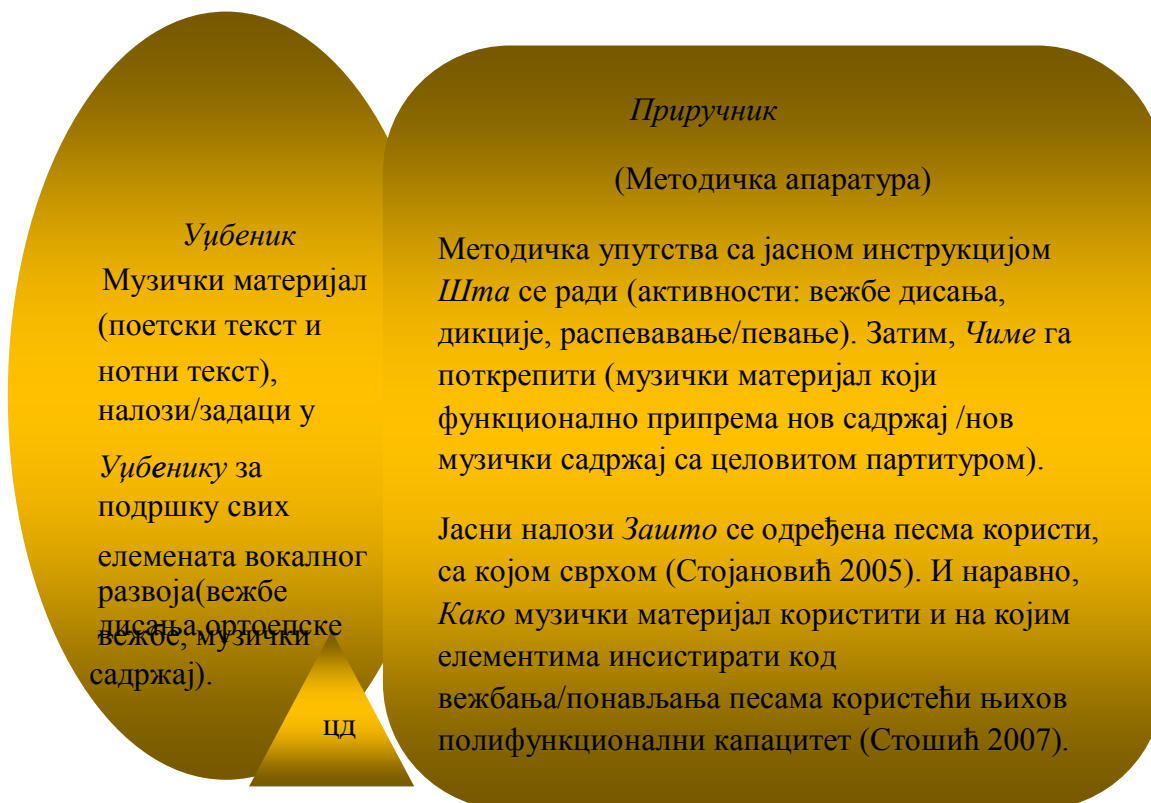 Уџбеник
Музички материјал
(поетски текст и
нотни текст),
налози/задаци у
Уџбенику за
подршку свих
елемената вокалног
развоја(вежбе
дисања,ортоепске
вежбе, музички
садржај).
цд
Приручник
(Методичка апаратура)
Методичка упутства са јасном инструкцијом
Шта се ради (активности: вежбе дисања,
дикције, распевавање/певање). Затим, Чиме га
поткрепити (музички материјал који
функционално припрема нов садржај /нов
музички садржај са целовитом партитуром).
Јасни налози Зашто се одређена песма користи,
са којом сврхом (Стојановић 2005). И наравно,
Како музички материјал користити и на којим
елементима инсистирати код
вежбања/понављања песама користећи њихов
полифункционални капацитет (Стошић 2007).